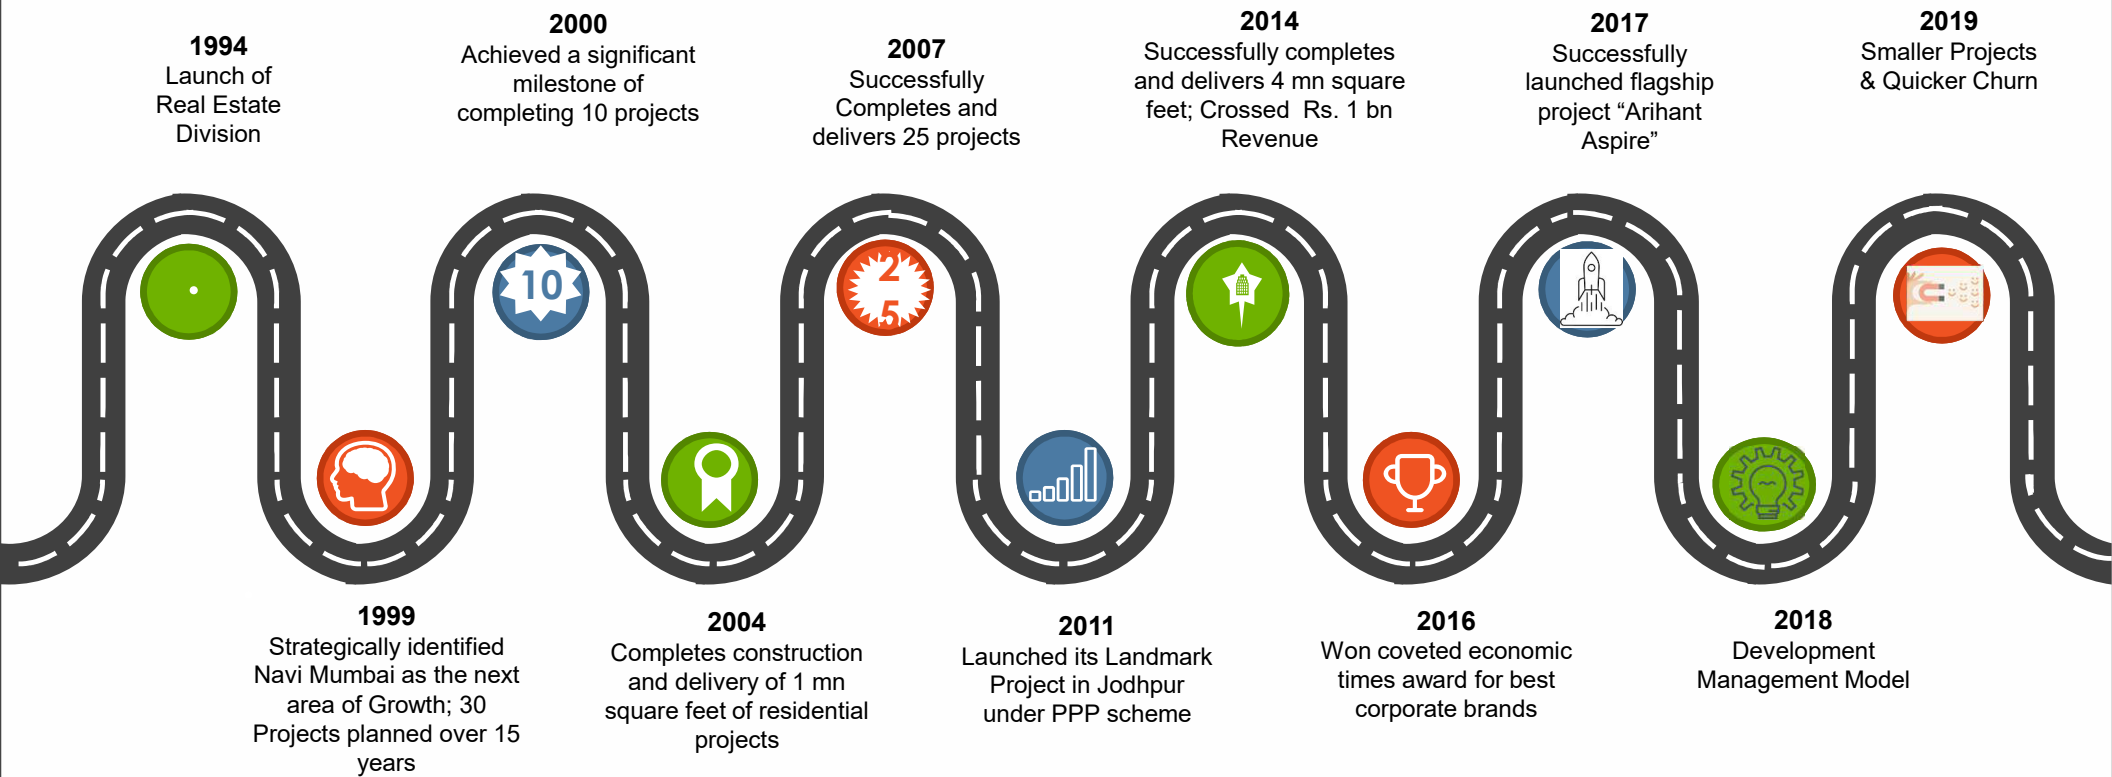 1994
Launch of
Real Estate
Division
1999
Strategically identified
Navi Mumbai as the next
area of Growth; 30
Projects planned over 15
years
2000
Achieved a significant
milestone of
completing 10 projects
10
2004
Completes construction
and delivery of 1 mn
square feet of residential
projects
2007
Successfully
Completes and
delivers 25 projects
2
5
2011
Launched its Landmark
Project in Jodhpur
under PPP scheme
2014
Successfully completes
and delivers 4 mn square
feet; Crossed  Rs. 1 bn
Revenue
2016
Won coveted economic
times award for best
corporate brands
2017
Successfully
launched flagship
project “Arihant
Aspire”
2018
Development
Management Model
2019
Smaller Projects
& Quicker Churn